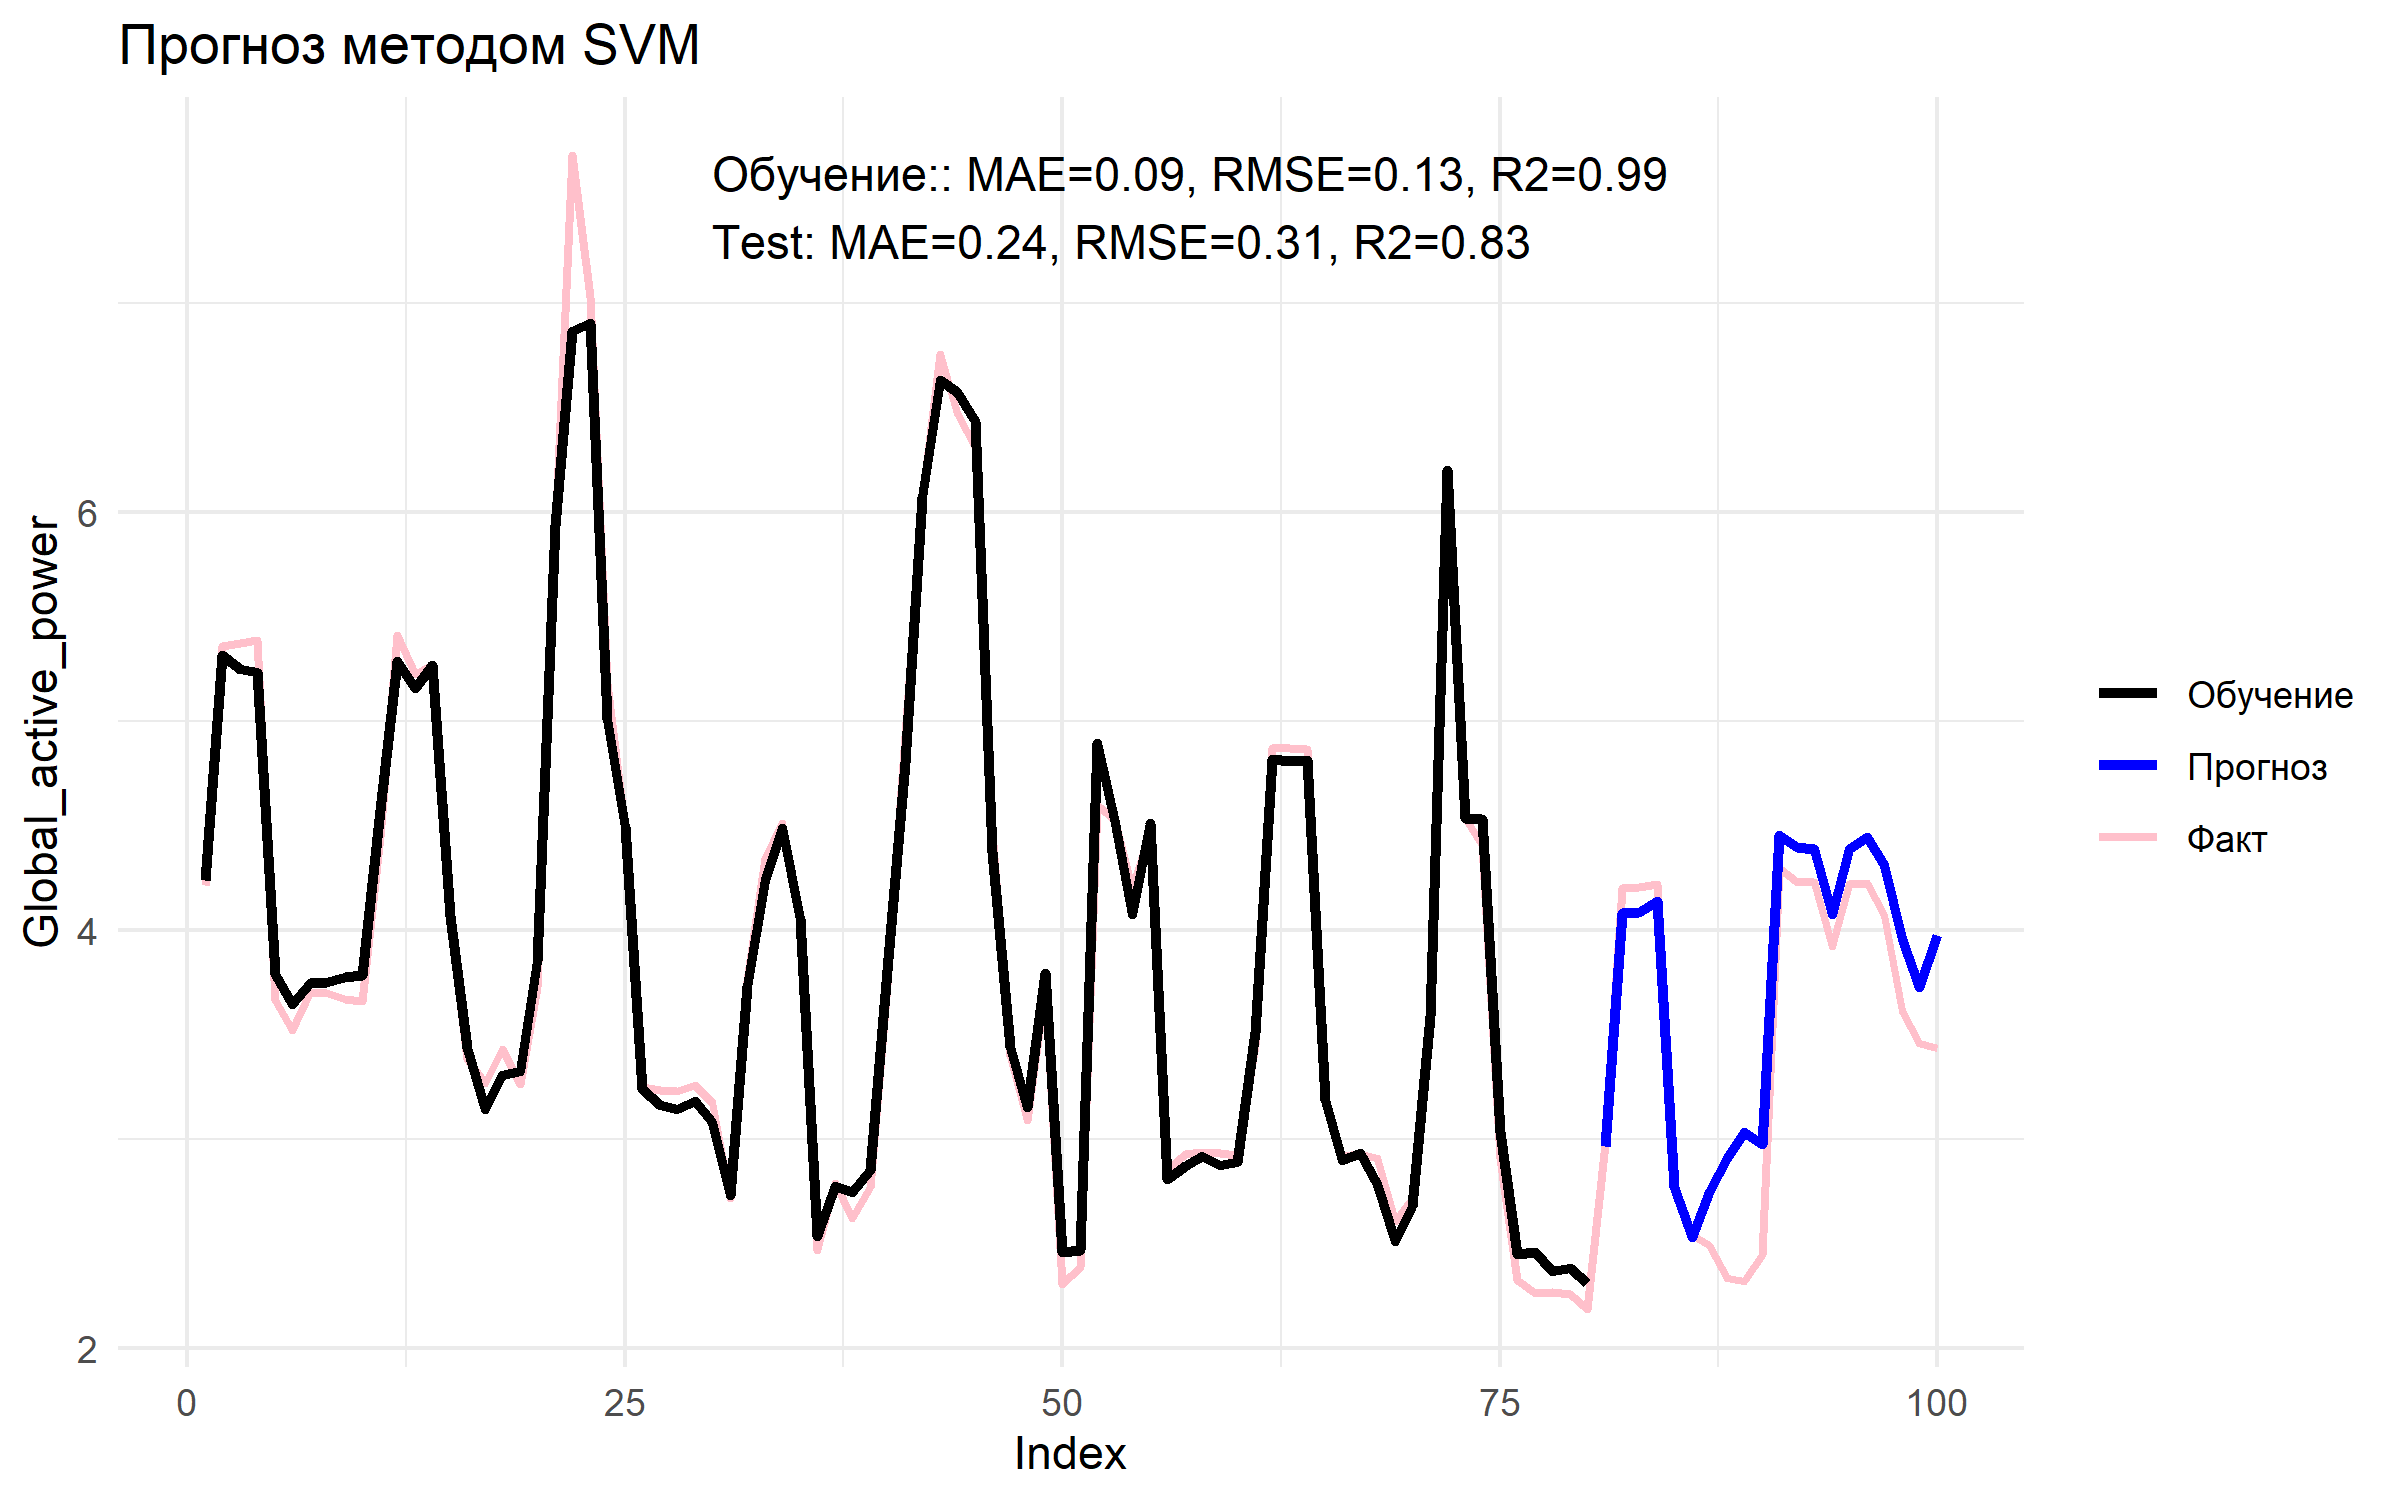 Прогноз методом SVM
Обучение:: MAE=0.09, RMSE=0.13, R2=0.99
Test: MAE=0.24, RMSE=0.31, R2=0.83
Global_active_power
6
4
2
0
25
50
75
100
Index
Обучение
Прогноз
Факт